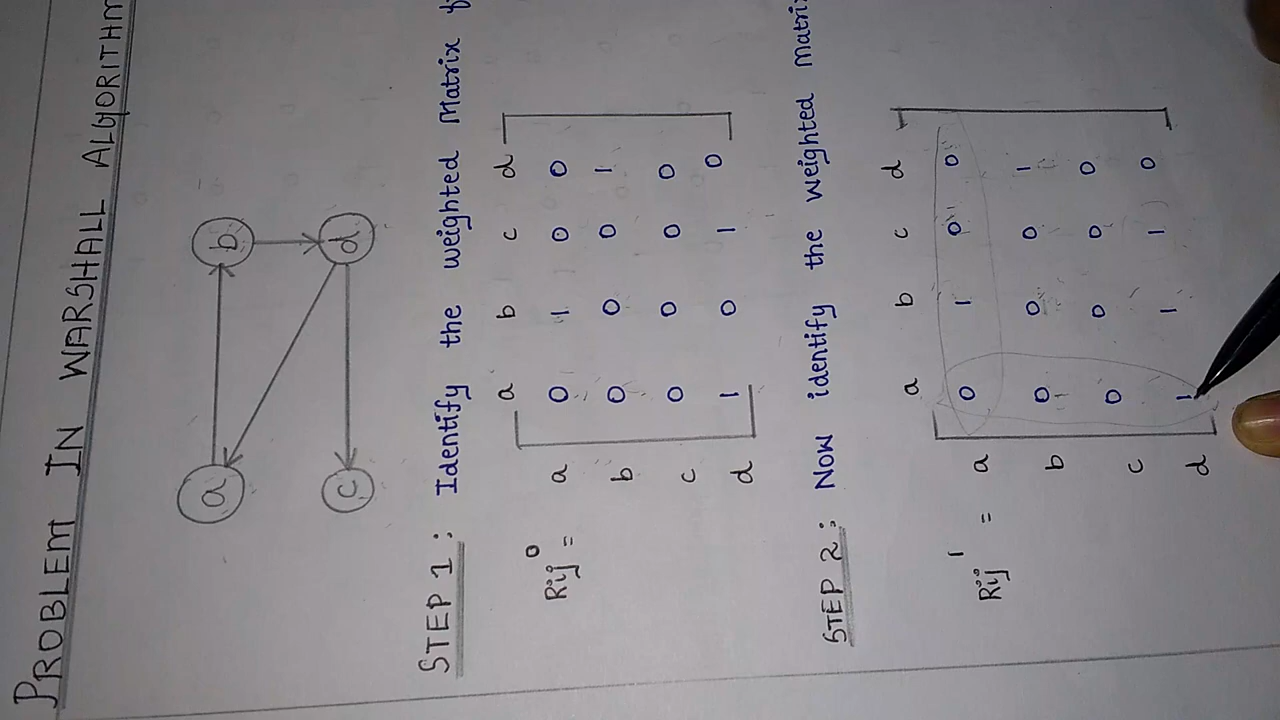 PROBLEM IN WARSHALL ALGORITHM
a b
c d
STEP 1: Identify the weighted Matrix
a b c d
Rij⁰ = a 0 1 0 0
b 0 0 0 1
c 0 0 0 0
d 1 0 1 0
STEP 2: Now identify the weighted Matri
a b c d
Rij¹ = a 0 1 0 0
b 0 0 0 1
c 0 0 0 0
d 1 1 1 0